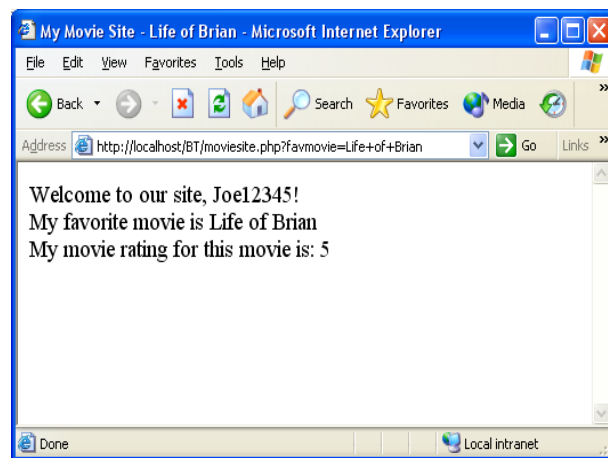 My Movie Site - Life of Brian - Microsoft Internet Explorer
File Edit View Favorites Tools Help
Back Search Favorites Media »
Address http://localhost/BT/moviesite.php?favmovie=Life+of+Brian Go Links »
Welcome to our site, Joe12345!
My favorite movie is Life of Brian
My movie rating for this movie is: 5
Done Local intranet